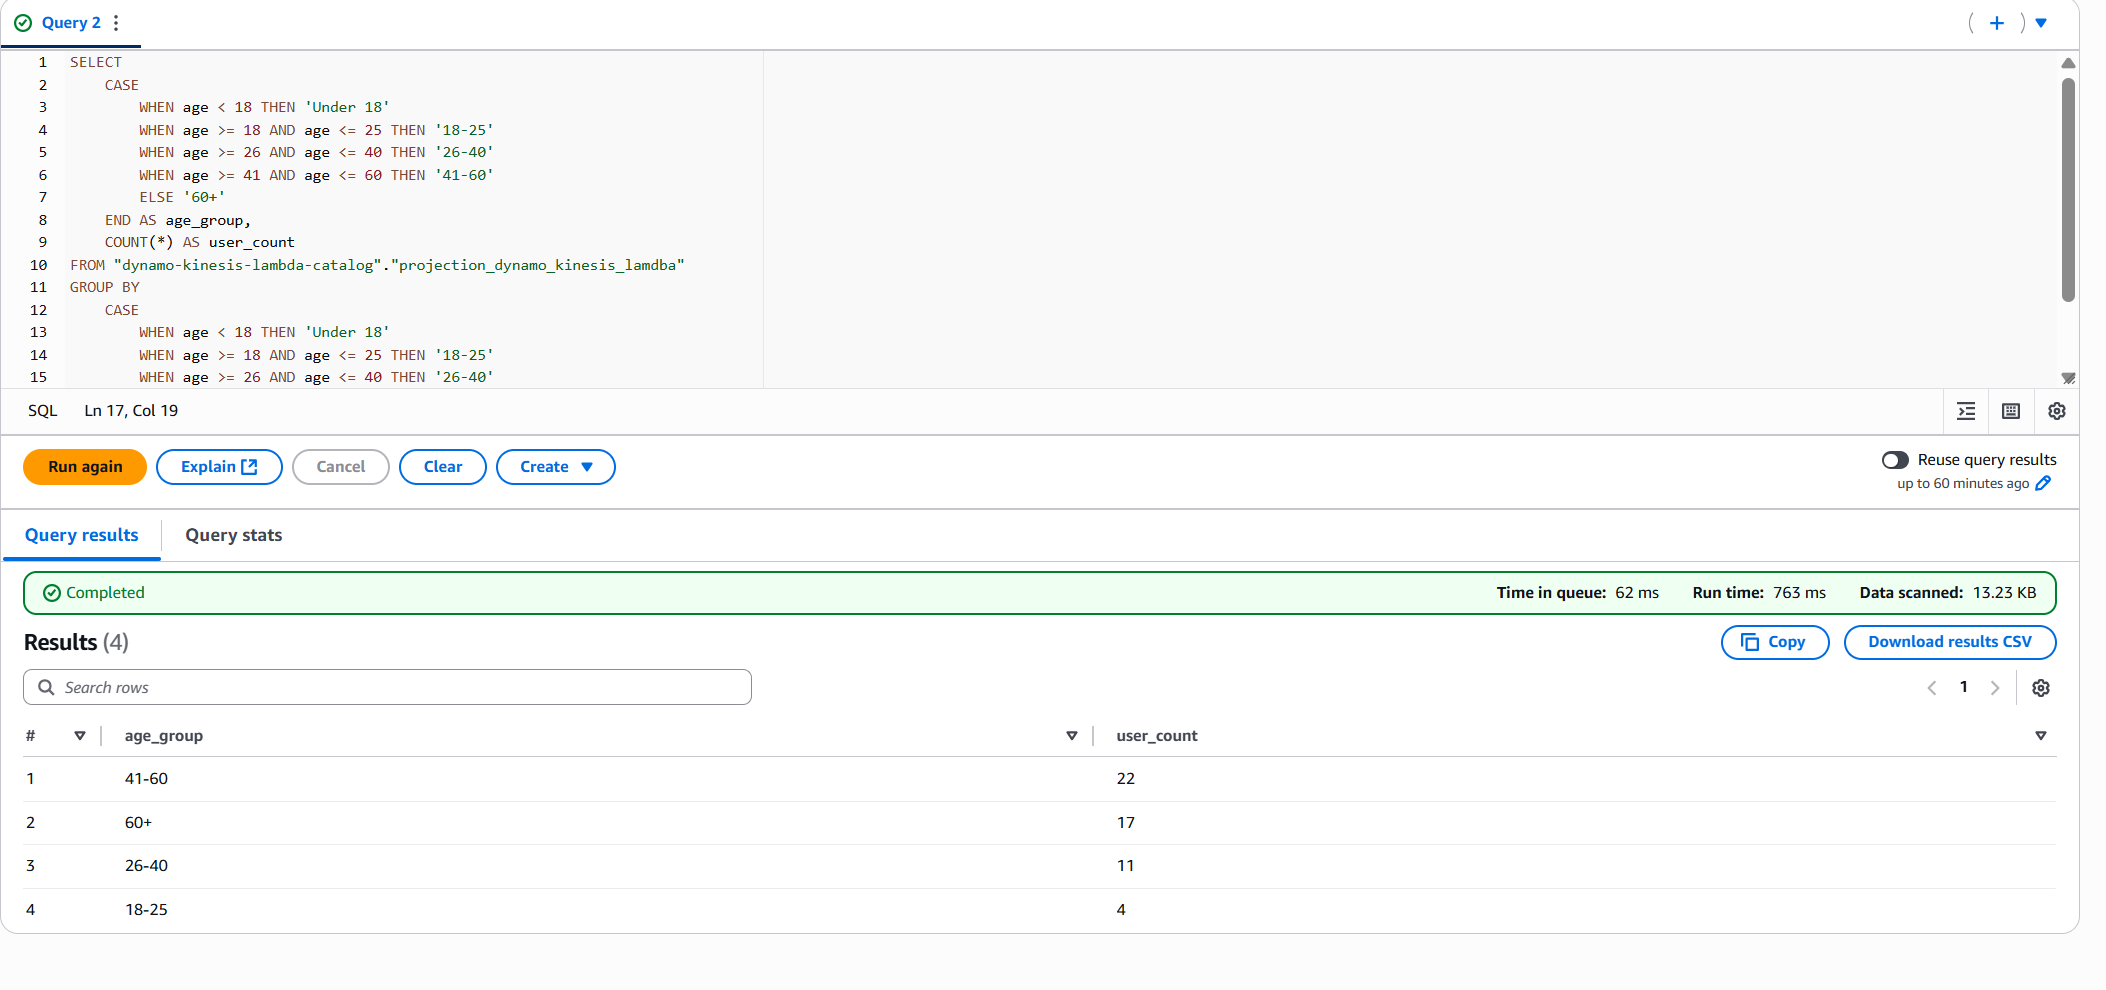 Query 2
1 SELECT
2 CASE
3 WHEN age < 18 THEN 'Under 18'
4 WHEN age >= 18 AND age <= 25 THEN '18-25'
5 WHEN age >= 26 AND age <= 40 THEN '26-40'
6 WHEN age >= 41 AND age <= 60 THEN '41-60'
7 ELSE '60+'
8 END AS age_group,
9 COUNT(*) AS user_count
10 FROM "dynamo-kinesis-lambda-catalog"."projection_dynamo_kinesis_lamdba"
11 GROUP BY
12 CASE
13 WHEN age < 18 THEN 'Under 18'
14 WHEN age >= 18 AND age <= 25 THEN '18-25'
15 WHEN age >= 26 AND age <= 40 THEN '26-40'
SQL Ln 17, Col 19
Run again Explain Cancel Clear Create
Reuse query results
up to 60 minutes ago
Query results Query stats
Completed Time in queue: 62 ms Run time: 763 ms Data scanned: 13.23 KB
Results (4) Copy Download results CSV
Search rows 1
# age_group user_count
1 41-60 22
2 60+ 17
3 26-40 11
4 18-25 4